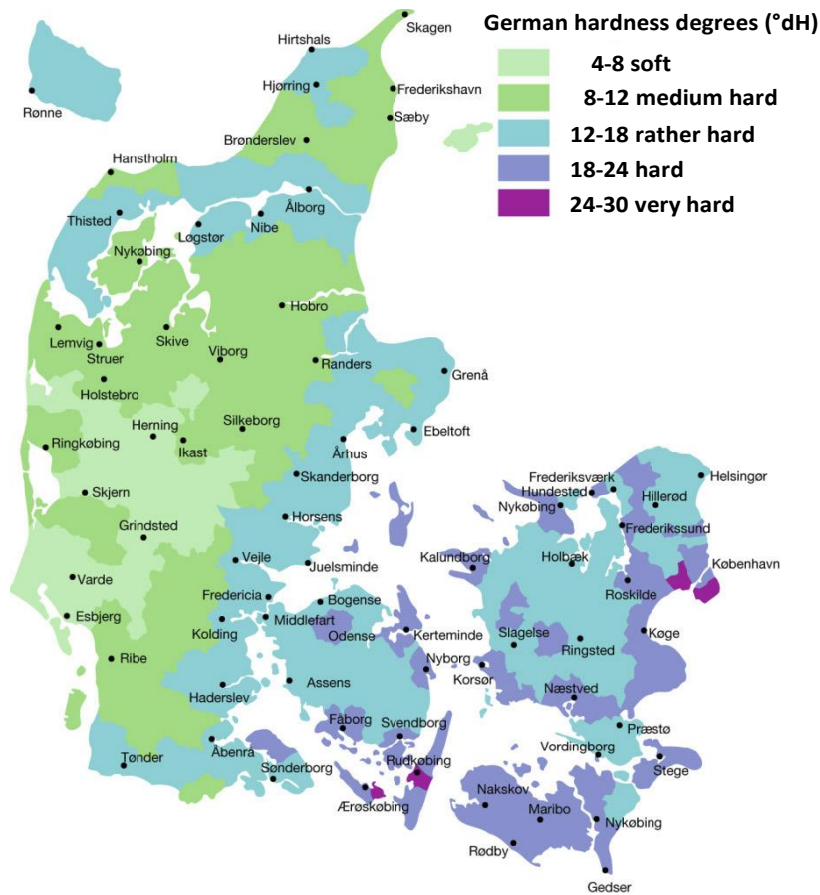 German hardness degrees (°dH)
4-8 soft
8-12 medium hard
12-18 rather hard
18-24 hard
24-30 very hard
Skagen
Hirtshals
Hjørring
Frederikshavn
Rønne
Sæby
Brønderslev
Hanstholm
Thisted
Ålborg
Løgstør
Nibe
Nykøbing
Hobro
Lemvig
Struer
Skive
Viborg
Randers
Grenå
Holstebro
Herning
Silkeborg
Ebeltoft
Ringkøbing
Ikast
Århus
Skanderborg
Skjern
Horsens
Grindsted
Vejle
Juelsminde
Varde
Fredericia
Bogense
Esbjerg
Kolding
Middelfart
Odense
Kerteminde
Ribe
Nyborg
Haderslev
Assens
Fåborg
Svendborg
Åbenrå
Tønder
Sønderborg
Rudkøbing
Ærøskøbing
Frederiksværk
Hundested
Helsingør
Nykøbing
Hillerød
Frederikssund
Kalundborg
Holbæk
København
Roskilde
Slagelse
Ringsted
Køge
Korsør
Næstved
Præstø
Vordingborg
Stege
Nakskov
Maribo
Nykøbing
Rødby
Gedser